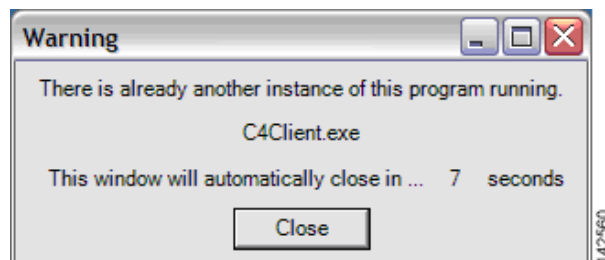 Warning
There is already another instance of this program running.
C4Client.exe
This window will automatically close in ... 7 seconds
Close
142560